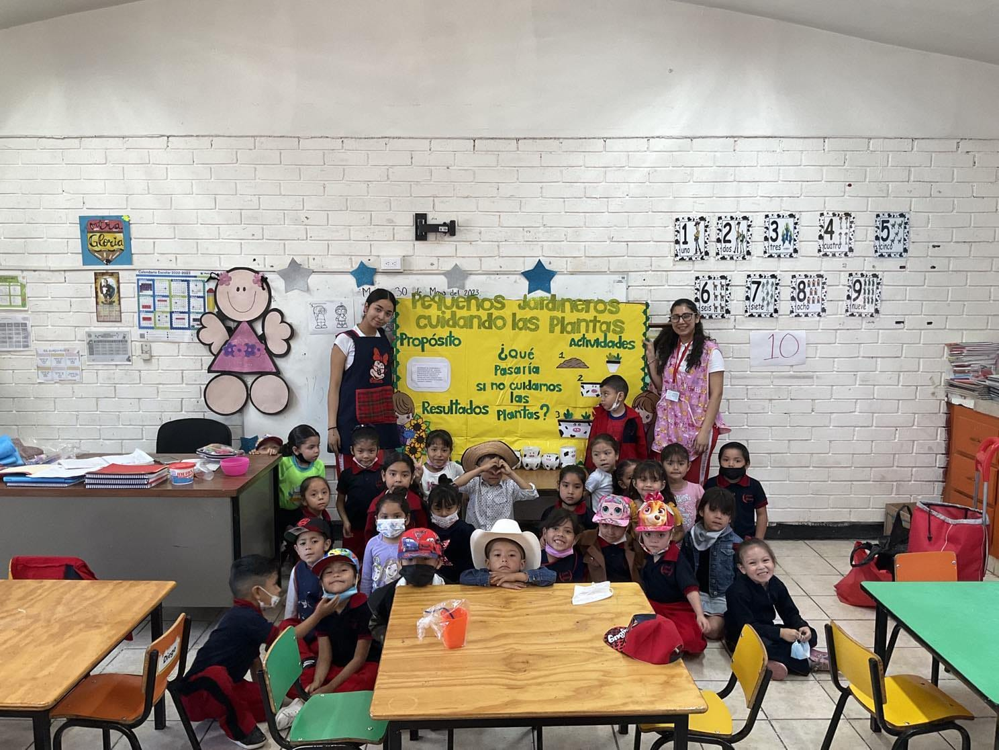 mtra.
Gloria
Calendario Escolar 2022-2023
30 de Mayo del 2023
Pequeños Jardineros
cuidando las Plantas
Propósito
Actividades
¿Qué
Pasaría
si no cuidamos
las
Plantas?
Resultados
1
2
3
1
uno
2
dos
3
tres
4
cuatro
5
cinco
6
seis
7
siete
8
ocho
9
nueve
10
Diego